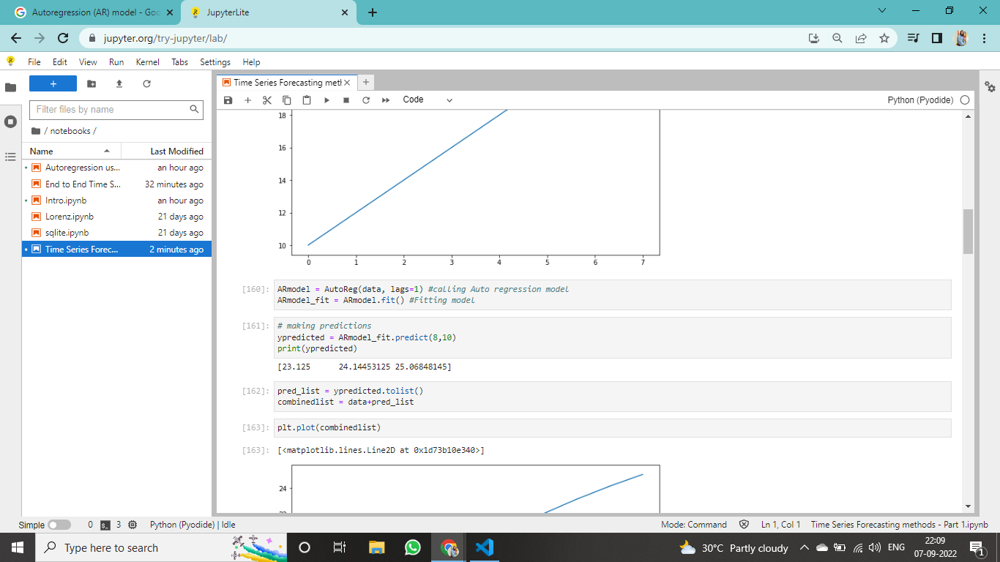 Autoregression (AR) model - Goo
JupyterLite
jupyter.org/try-jupyter/lab/
File Edit View Run Kernel Tabs Settings Help
+
Filter files by name
/ notebooks /
Name Last Modified
Autoregression us... an hour ago
End to End Time S... 32 minutes ago
Intro.ipynb an hour ago
Lorenz.ipynb 21 days ago
sqlite.ipynb 21 days ago
Time Series Forec... 2 minutes ago
Time Series Forecasting meth
Code
Python (Pyodide)
18
16
14
12
10
0 1 2 3 4 5 6 7
[160]: ARmodel = AutoReg(data, lags=1) #calling Auto regression model
ARmodel_fit = ARmodel.fit() #Fitting model
[161]: # making predictions
ypredicted = ARmodel_fit.predict(8,10)
print(ypredicted)
[23.125 24.14453125 25.06848145]
[162]: pred_list = ypredicted.tolist()
combinedlist = data+pred_list
[163]: plt.plot(combinedlist)
[163]: [<matplotlib.lines.Line2D at 0x1d73b10e340>]
24
Simple 0 3 Python (Pyodide) | Idle
Mode: Command Ln 1, Col 1 Time Series Forecasting methods - Part 1.ipynb
Type here to search
30°C Partly cloudy
ENG
22:09
07-09-2022
1